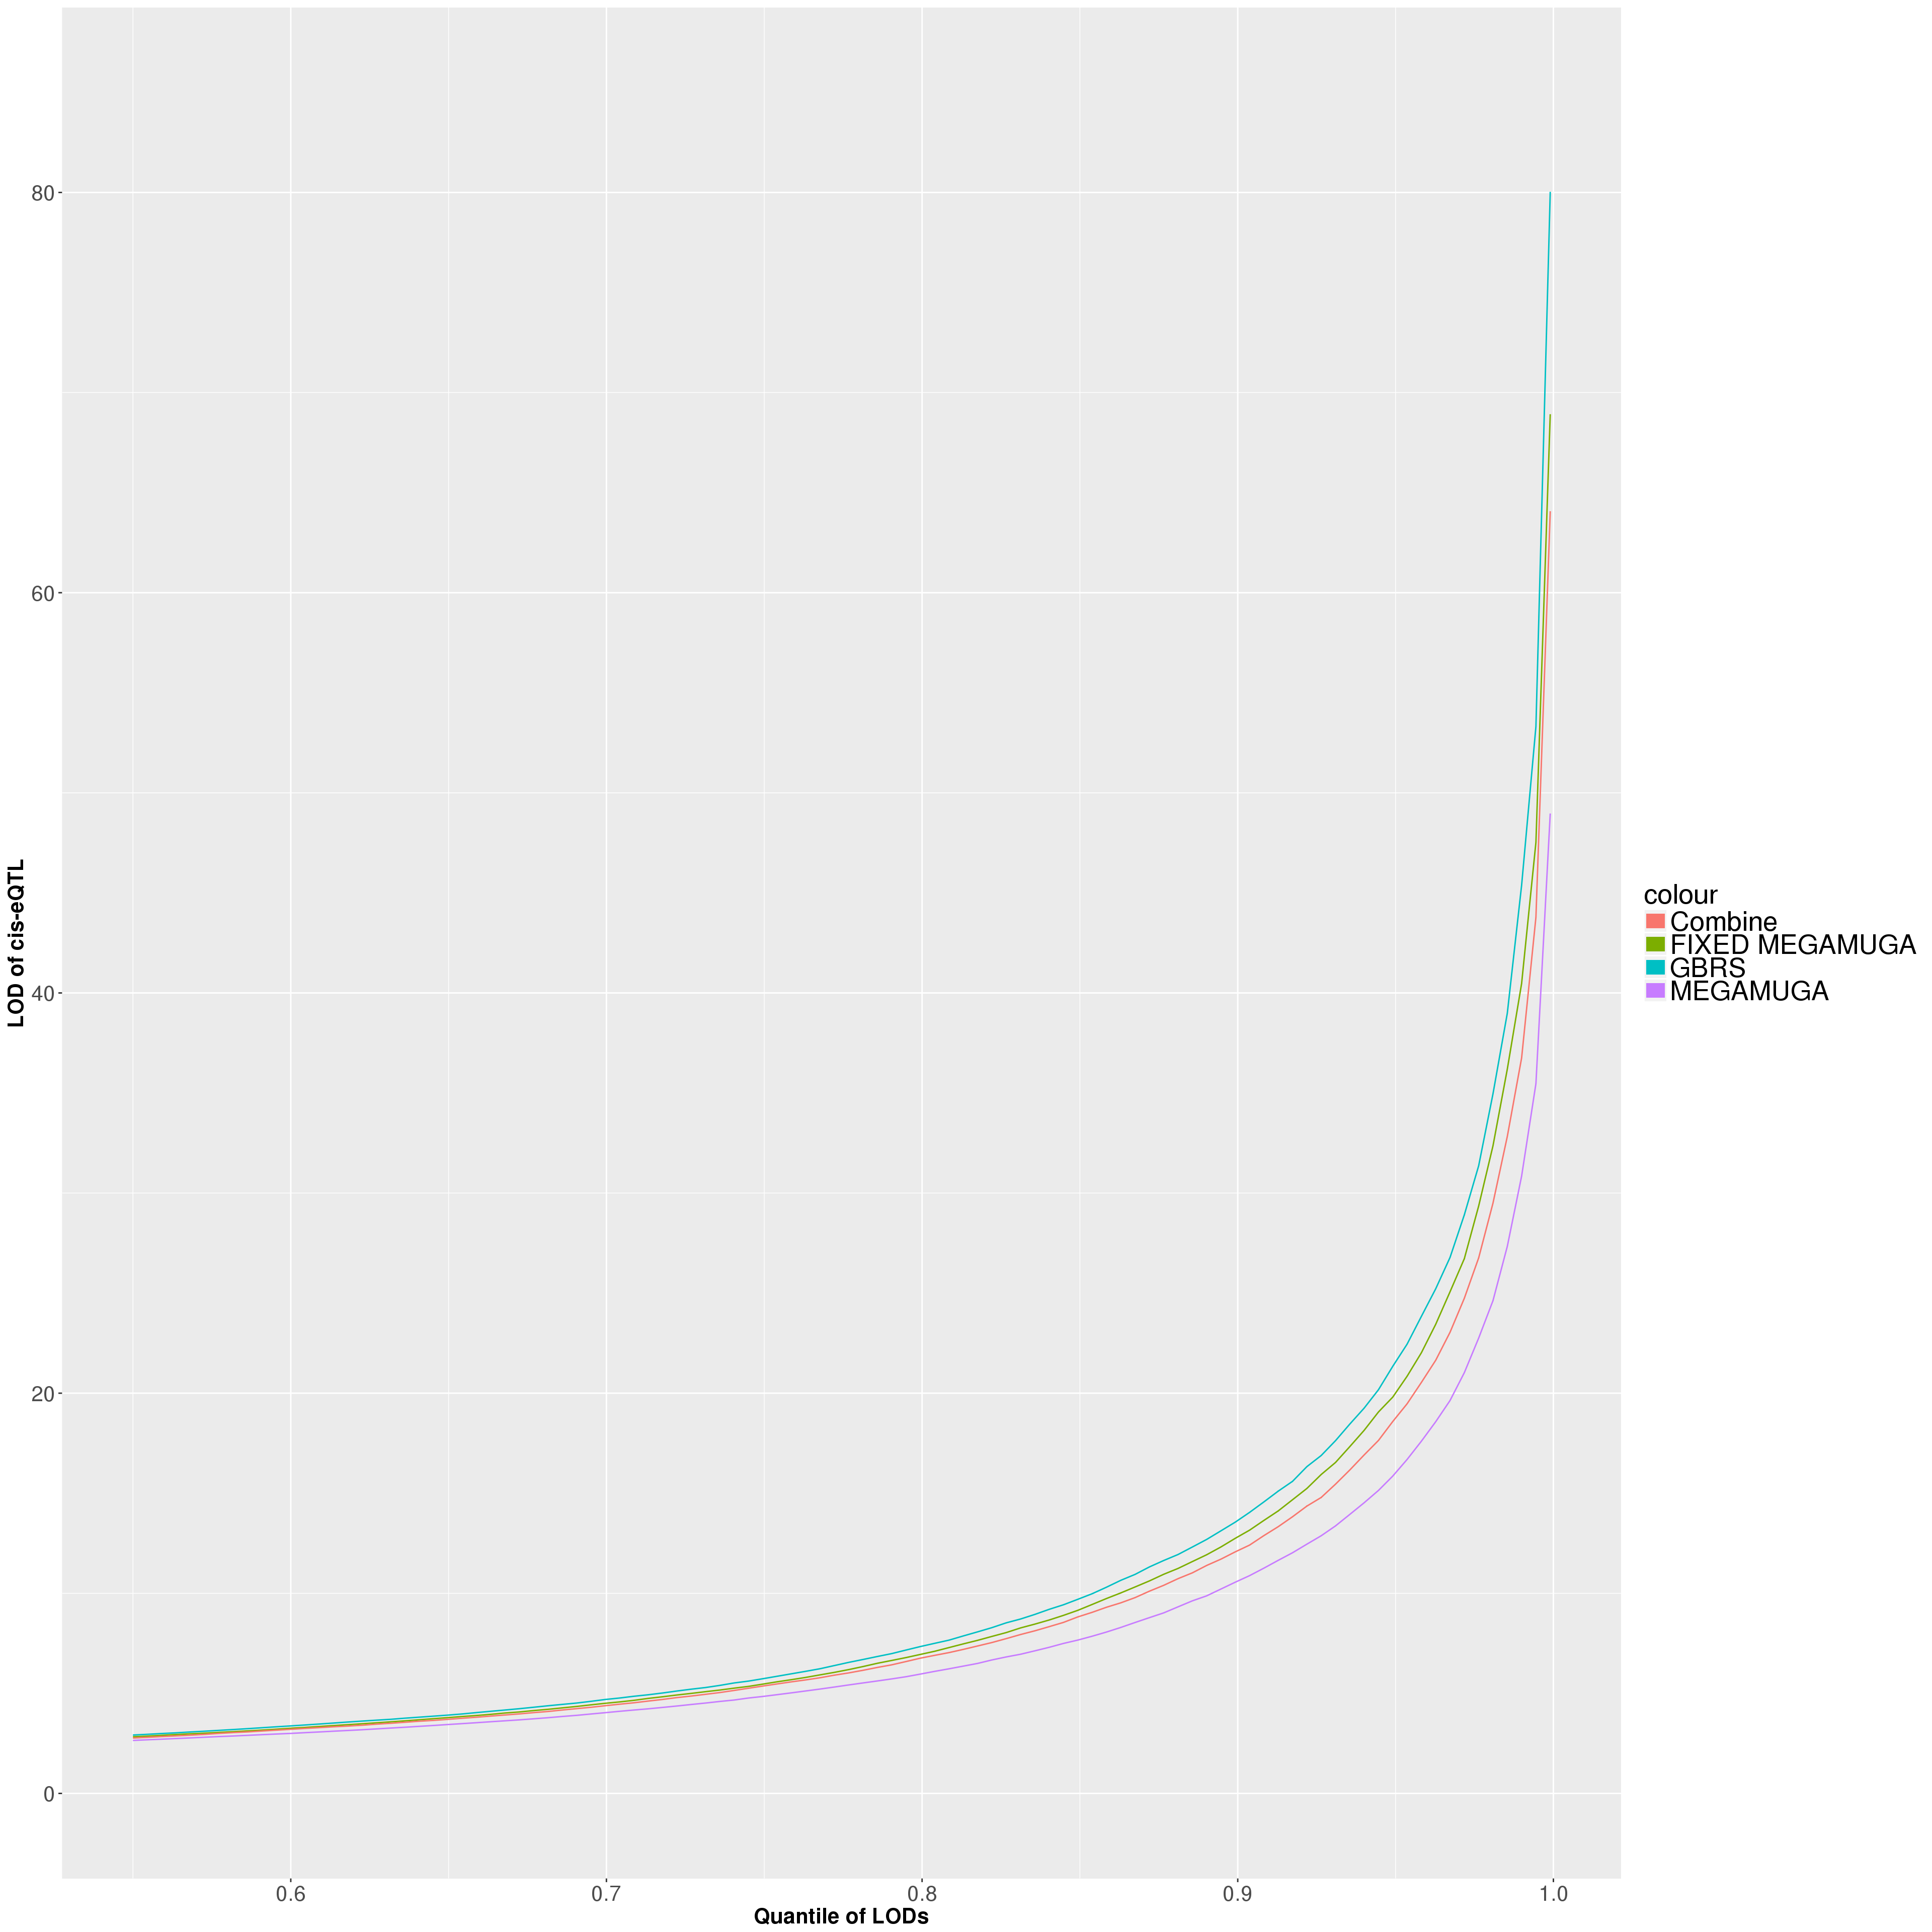 80
60
40
20
0
LOD of cis-eQTL
0.6 0.7 0.8 0.9 1.0
Quantile of LODs
colour
Combine
FIXED MEGAMUGA
GBRS
MEGAMUGA